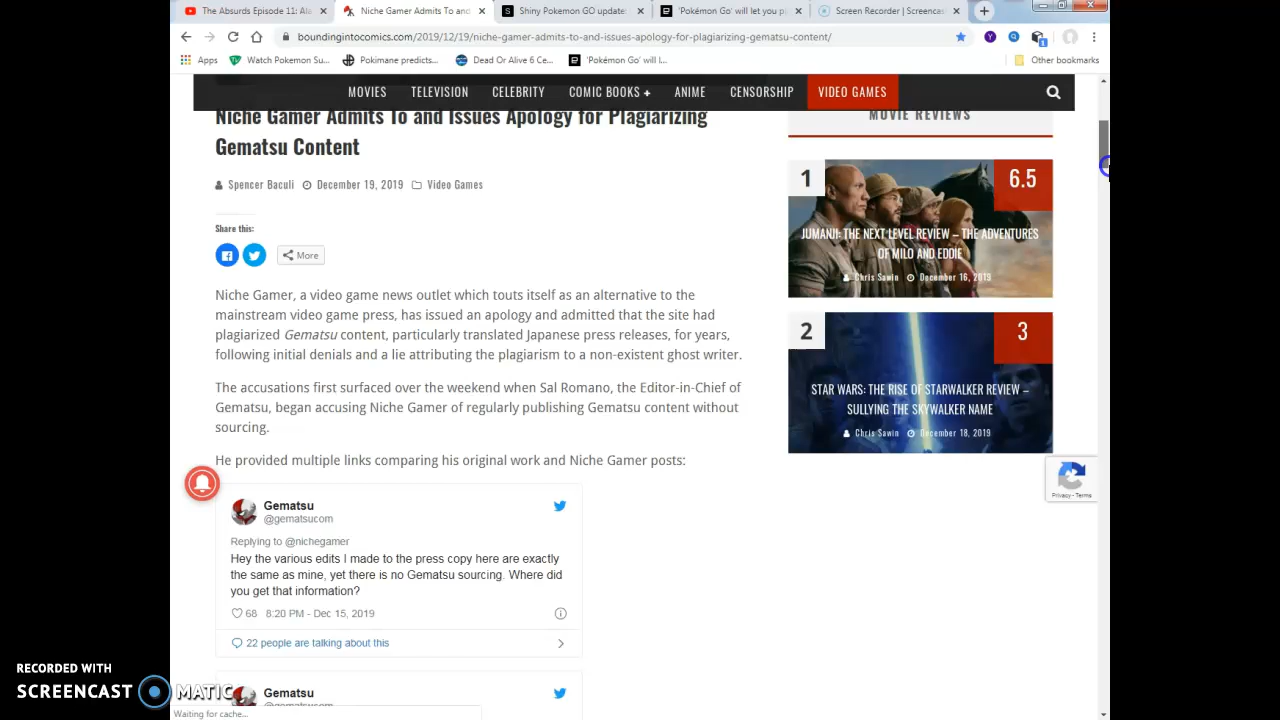 The Absurds Episode 11: Ala
Niche Gamer Admits To and
Shiny Pokemon GO update:
'Pokémon Go' will let you pl
Screen Recorder | Screencas
boundingintocomics.com/2019/12/19/niche-gamer-admits-to-and-issues-apology-for-plagiarizing-gematsu-content/
Apps
Watch Pokemon Su...
Pokimane predicts...
Dead Or Alive 6 Ce...
'Pokémon Go' will l...
Other bookmarks
MOVIES
TELEVISION
CELEBRITY
COMIC BOOKS +
ANIME
CENSORSHIP
VIDEO GAMES
Niche Gamer Admits To and Issues Apology for Plagiarizing
Gematsu Content
Spencer Baculi December 19, 2019 Video Games
Share this:
More
Niche Gamer, a video game news outlet which touts itself as an alternative to the
mainstream video game press, has issued an apology and admitted that the site had
plagiarized Gematsu content, particularly translated Japanese press releases, for years,
following initial denials and a lie attributing the plagiarism to a non-existent ghost writer.
The accusations first surfaced over the weekend when Sal Romano, the Editor-in-Chief of
Gematsu, began accusing Niche Gamer of regularly publishing Gematsu content without
sourcing.
He provided multiple links comparing his original work and Niche Gamer posts:
Gematsu
@gematsucom
Replying to @nichegamer
Hey the various edits I made to the press copy here are exactly
the same as mine, yet there is no Gematsu sourcing. Where did
you get that information?
68 8:20 PM - Dec 15, 2019
22 people are talking about this
Gematsu
@gematsucom
MOVIE REVIEWS
1
6.5
JUMANJI: THE NEXT LEVEL REVIEW – THE ADVENTURES
OF MILO AND EDDIE
Chris Sawin December 16, 2019
2
3
STAR WARS: THE RISE OF STARWALKER REVIEW –
SULLYING THE SKYWALKER NAME
Chris Sawin December 18, 2019
Privacy - Terms
RECORDED WITH
SCREENCAST MATIC
Waiting for cache...